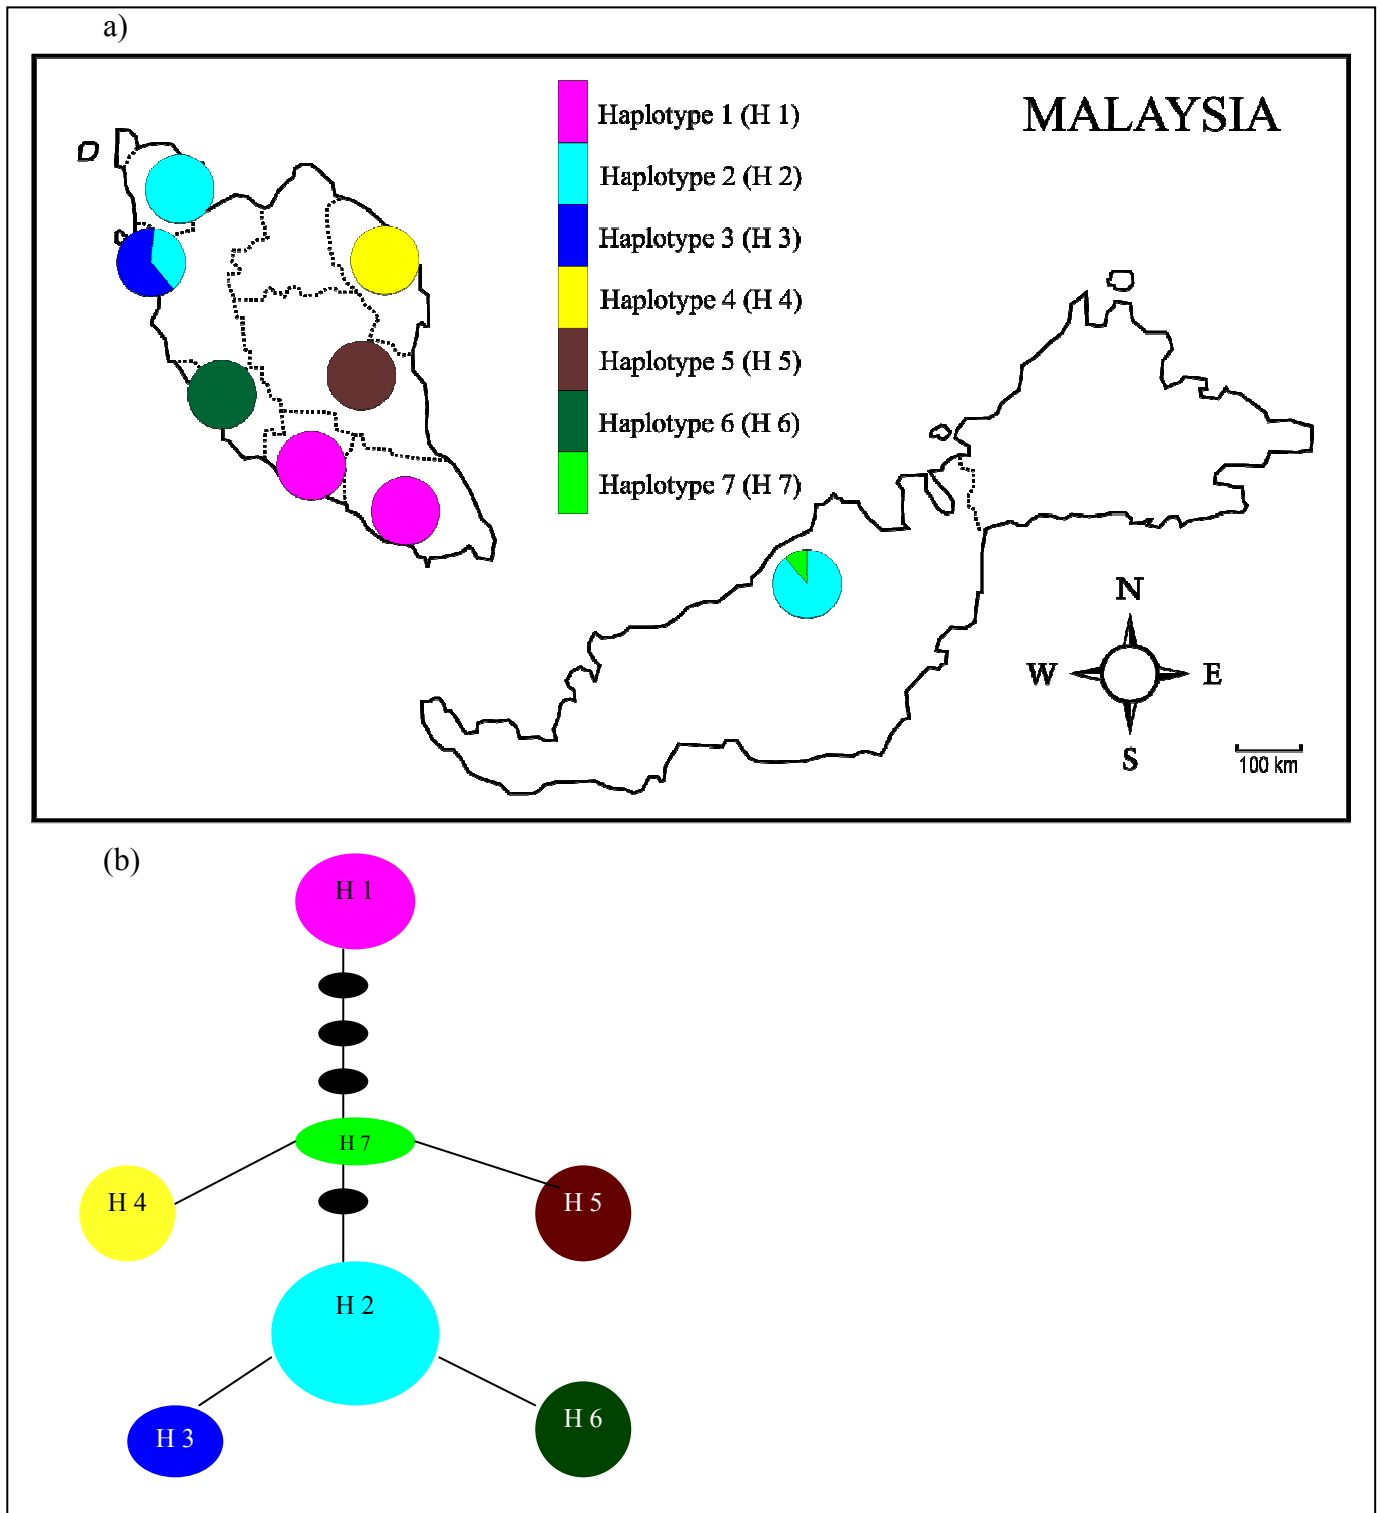 a)
MALAYSIA
Haplotype 1 (H 1)
Haplotype 2 (H 2)
Haplotype 3 (H 3)
Haplotype 4 (H 4)
Haplotype 5 (H 5)
Haplotype 6 (H 6)
Haplotype 7 (H 7)
N
W
E
S
100 km
(b)
H 1
H 7
H 4
H 5
H 2
H 3
H 6